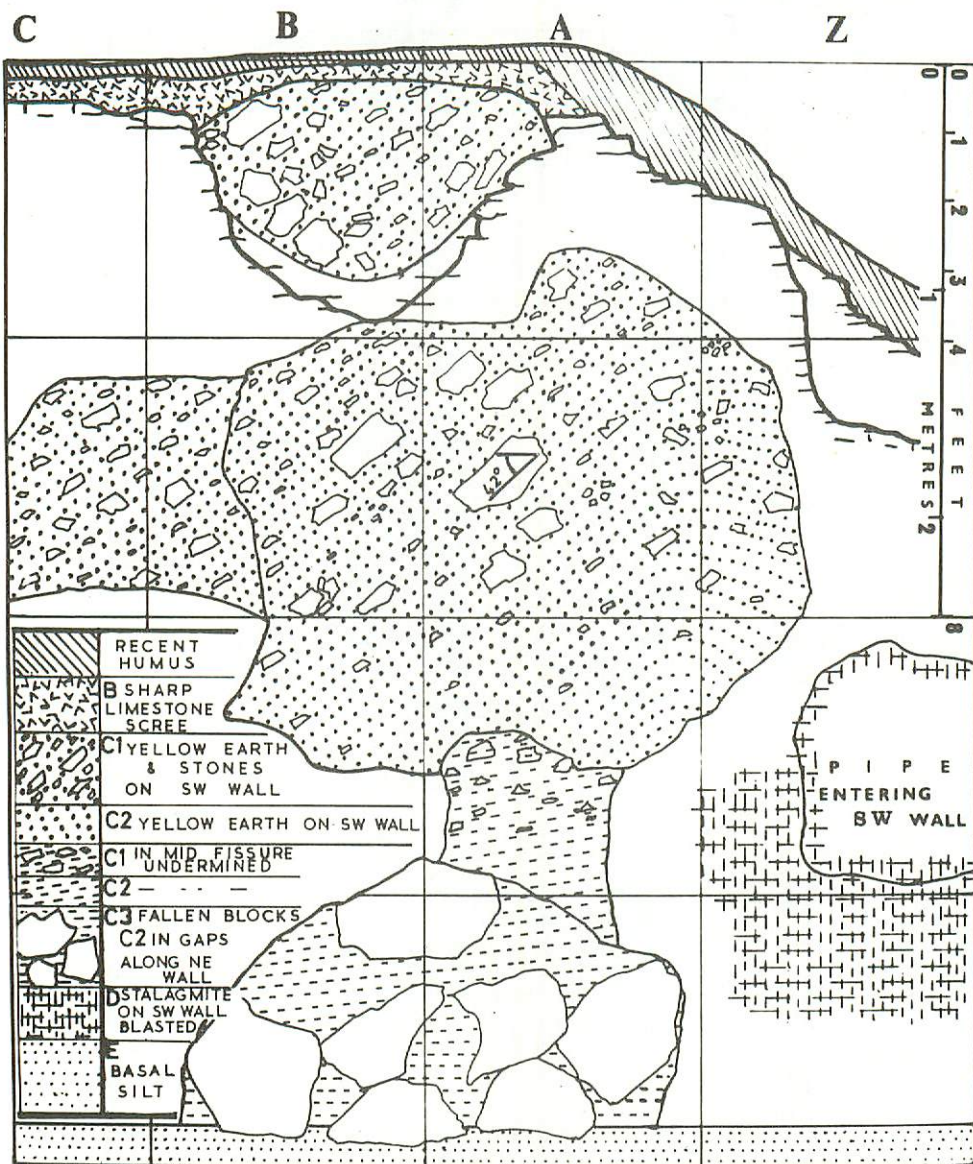 C B A Z
0 0
1
2
3
1
4
FEET
METRES
2
8
42°
RECENT
HUMUS
B SHARP
LIMESTONE
SCREE
C1 YELLOW EARTH
& STONES
ON SW WALL
C2 YELLOW EARTH ON SW WALL
C1 IN MID FISSURE
UNDERMINED
C2 — · · —
C3 FALLEN BLOCKS
C2 IN GAPS
ALONG NE
WALL
D STALAGMITE
ON SW WALL
BLASTED
E
BASAL
SILT
PIPE
ENTERING
SW WALL